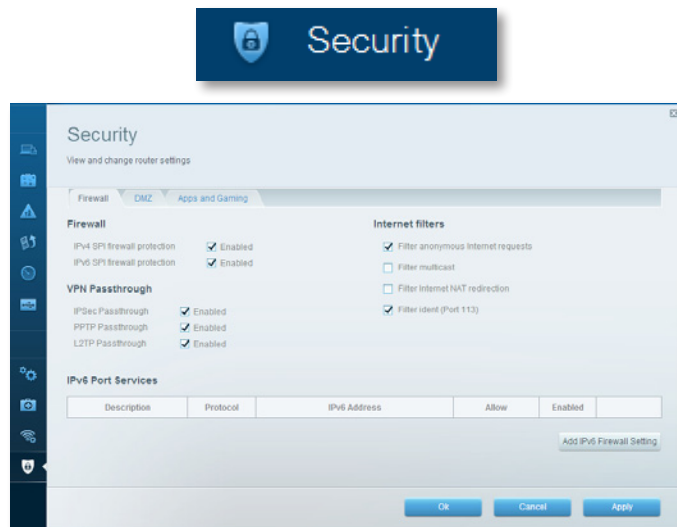 Security
Security
View and change router settings
Firewall DMZ Apps and Gaming
Firewall
IPv4 SPI firewall protection Enabled
IPv6 SPI firewall protection Enabled
VPN Passthrough
IPSec Passthrough Enabled
PPTP Passthrough Enabled
L2TP Passthrough Enabled
Internet filters
Filter anonymous Internet requests
Filter multicast
Filter Internet NAT redirection
Filter ident (Port 113)
IPv6 Port Services
Description Protocol IPv6 Address Allow Enabled
Add IPv6 Firewall Setting
Ok Cancel Apply